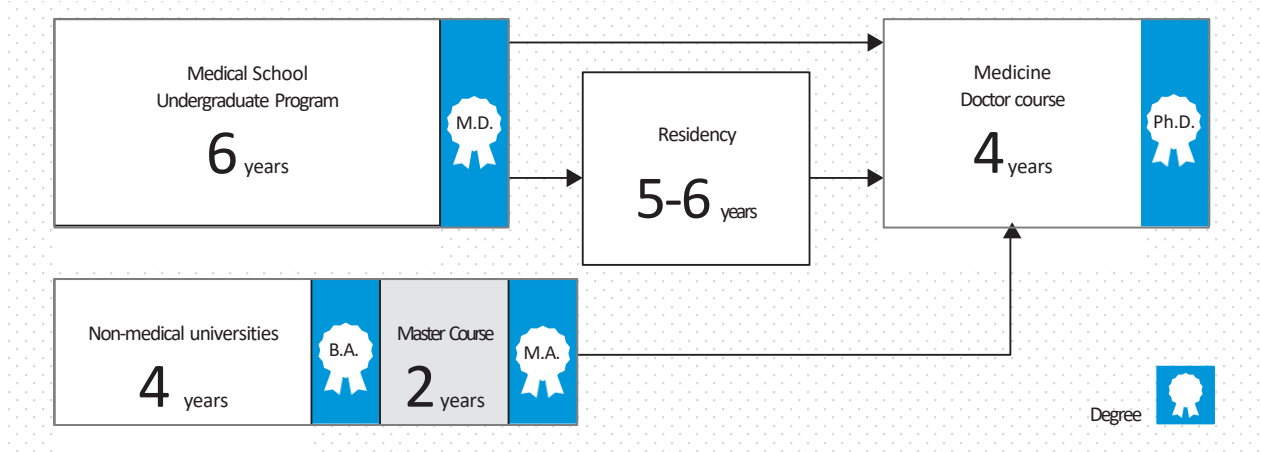 Medical School
Undergraduate Program
6 years
M.D.
Residency
5-6 years
Medicine
Doctor course
4 years
Ph.D.
Non-medical universities
4 years
B.A.
Master Course
2 years
M.A.
Degree